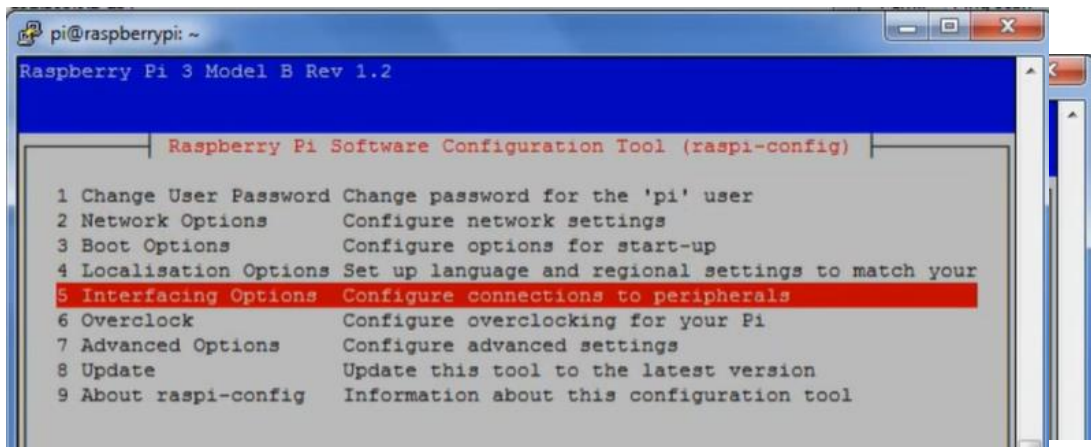 pi@raspberrypi: ~
Raspberry Pi 3 Model B Rev 1.2
Raspberry Pi Software Configuration Tool (raspi-config)
1 Change User Password Change password for the 'pi' user
2 Network Options Configure network settings
3 Boot Options Configure options for start-up
4 Localisation Options Set up language and regional settings to match your
5 Interfacing Options Configure connections to peripherals
6 Overclock Configure overclocking for your Pi
7 Advanced Options Configure advanced settings
8 Update Update this tool to the latest version
9 About raspi-config Information about this configuration tool